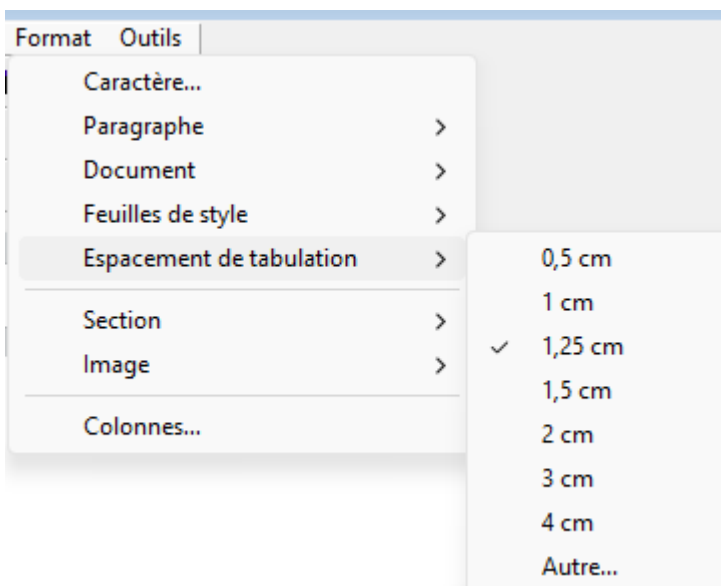 Format Outils
Caractère...
Paragraphe
Document
Feuilles de style
Espacement de tabulation
Section
Image
Colonnes...
0,5 cm
1 cm
1,25 cm
1,5 cm
2 cm
3 cm
4 cm
Autre...